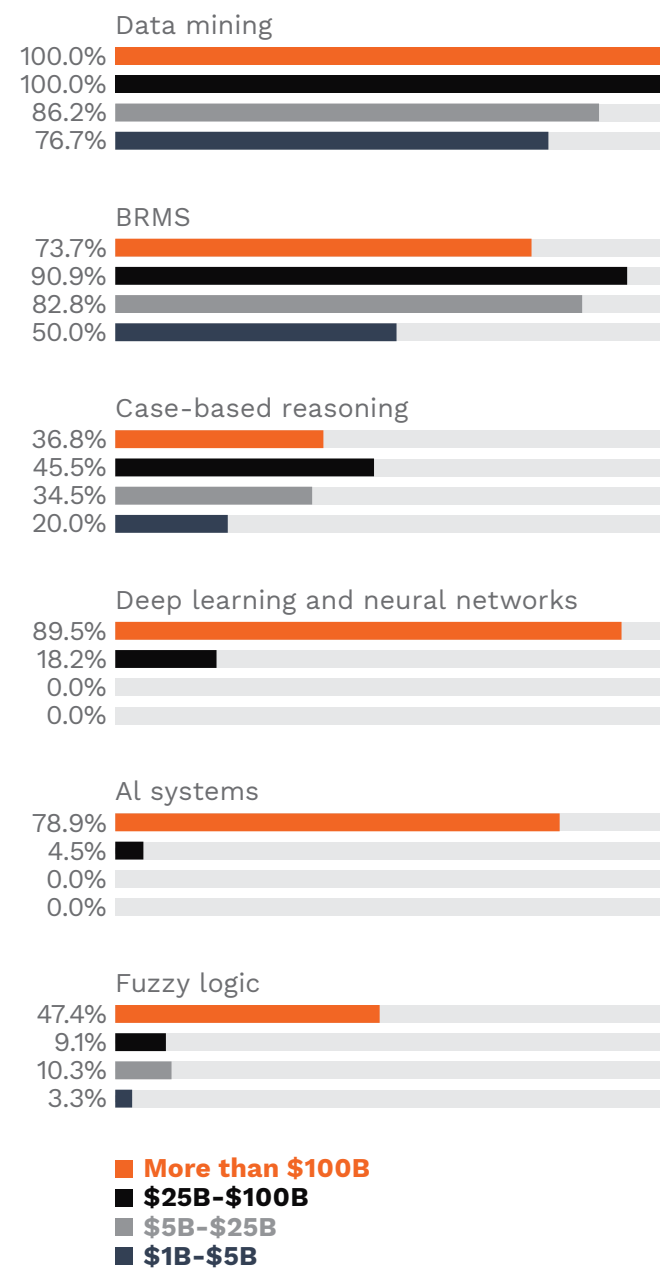 Data mining
100.0%
100.0%
86.2%
76.7%
BRMS
73.7%
90.9%
82.8%
50.0%
Case-based reasoning
36.8%
45.5%
34.5%
20.0%
Deep learning and neural networks
89.5%
18.2%
0.0%
0.0%
Al systems
78.9%
4.5%
0.0%
0.0%
Fuzzy logic
47.4%
9.1%
10.3%
3.3%
More than $100B
$25B-$100B
$5B-$25B
$1B-$5B